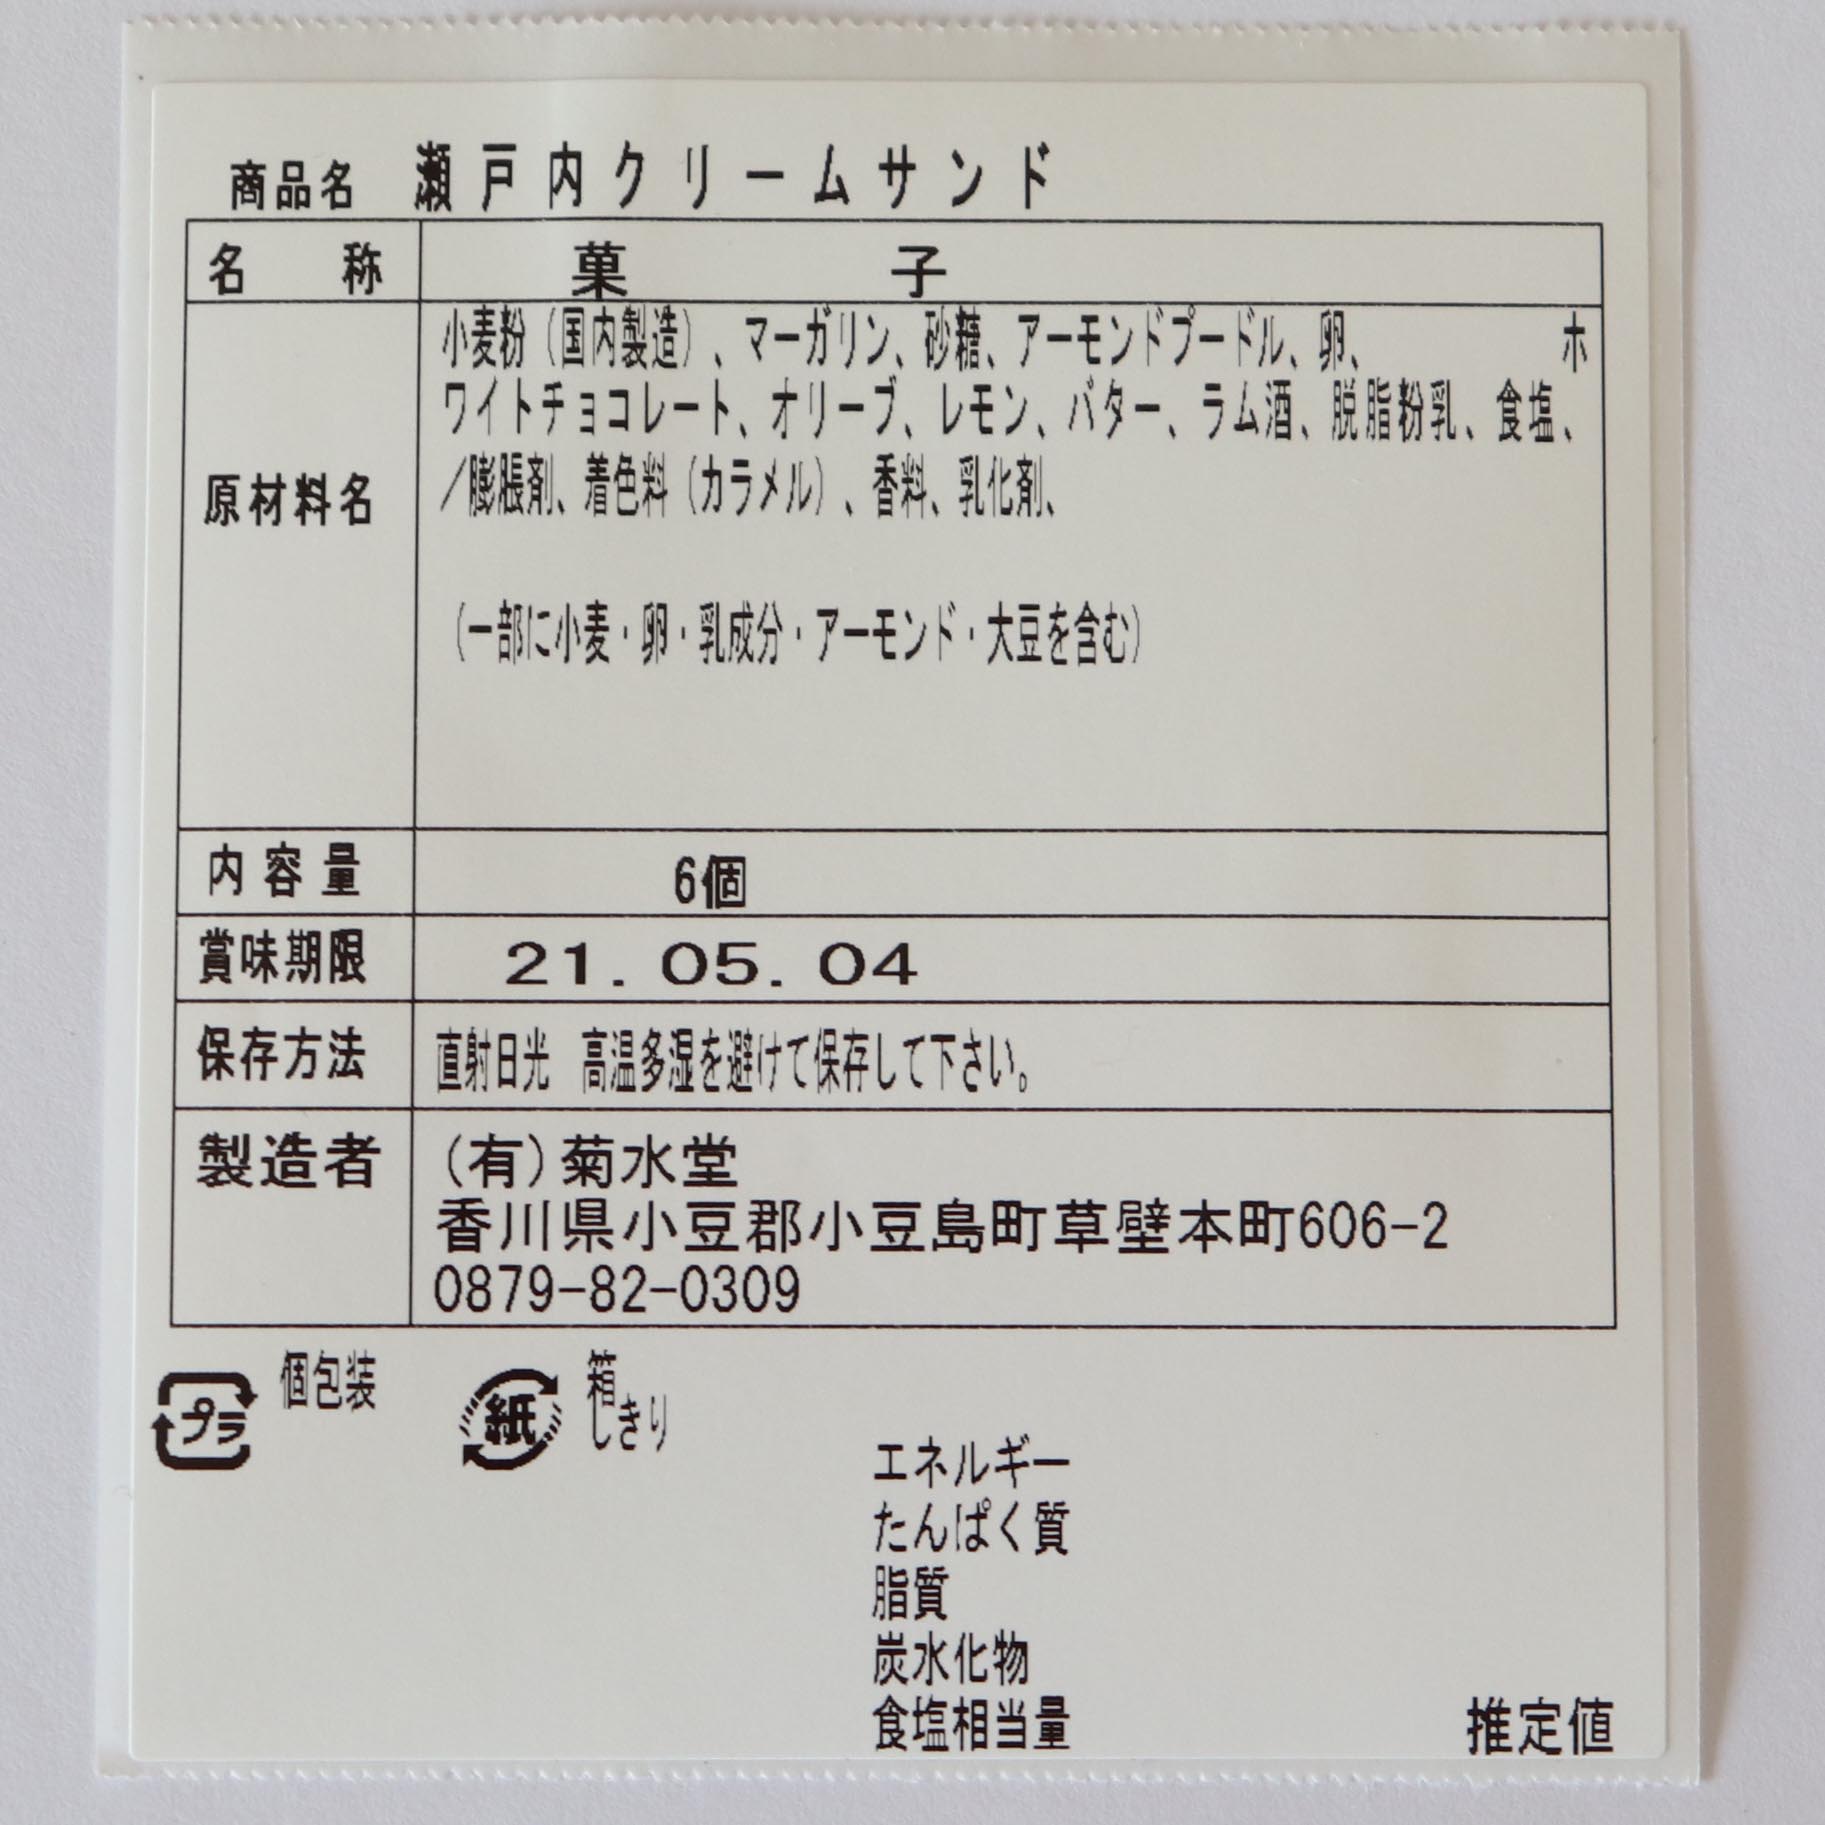 商品名 瀬戸内クリームサンド
名称 菓子
原材料名
小麦粉（国内製造）、マーガリン、砂糖、アーモンドプードル、卵、 ホ
ワイトチョコレート、オリーブ、レモン、バター、ラム酒、脱脂粉乳、食塩、
／膨脹剤、着色料（カラメル）、香料、乳化剤、
（一部に小麦・卵・乳成分・アーモンド・大豆を含む）
内容量 6個
賞味期限 21.05.04
保存方法 直射日光 高温多湿を避けて保存して下さい。
製造者 (有)菊水堂
香川県小豆郡小豆島町草壁本町606-2
0879-82-0309
プラ 個包装 紙 箱
しきり
エネルギー
たんぱく質
脂質
炭水化物
食塩相当量 推定値